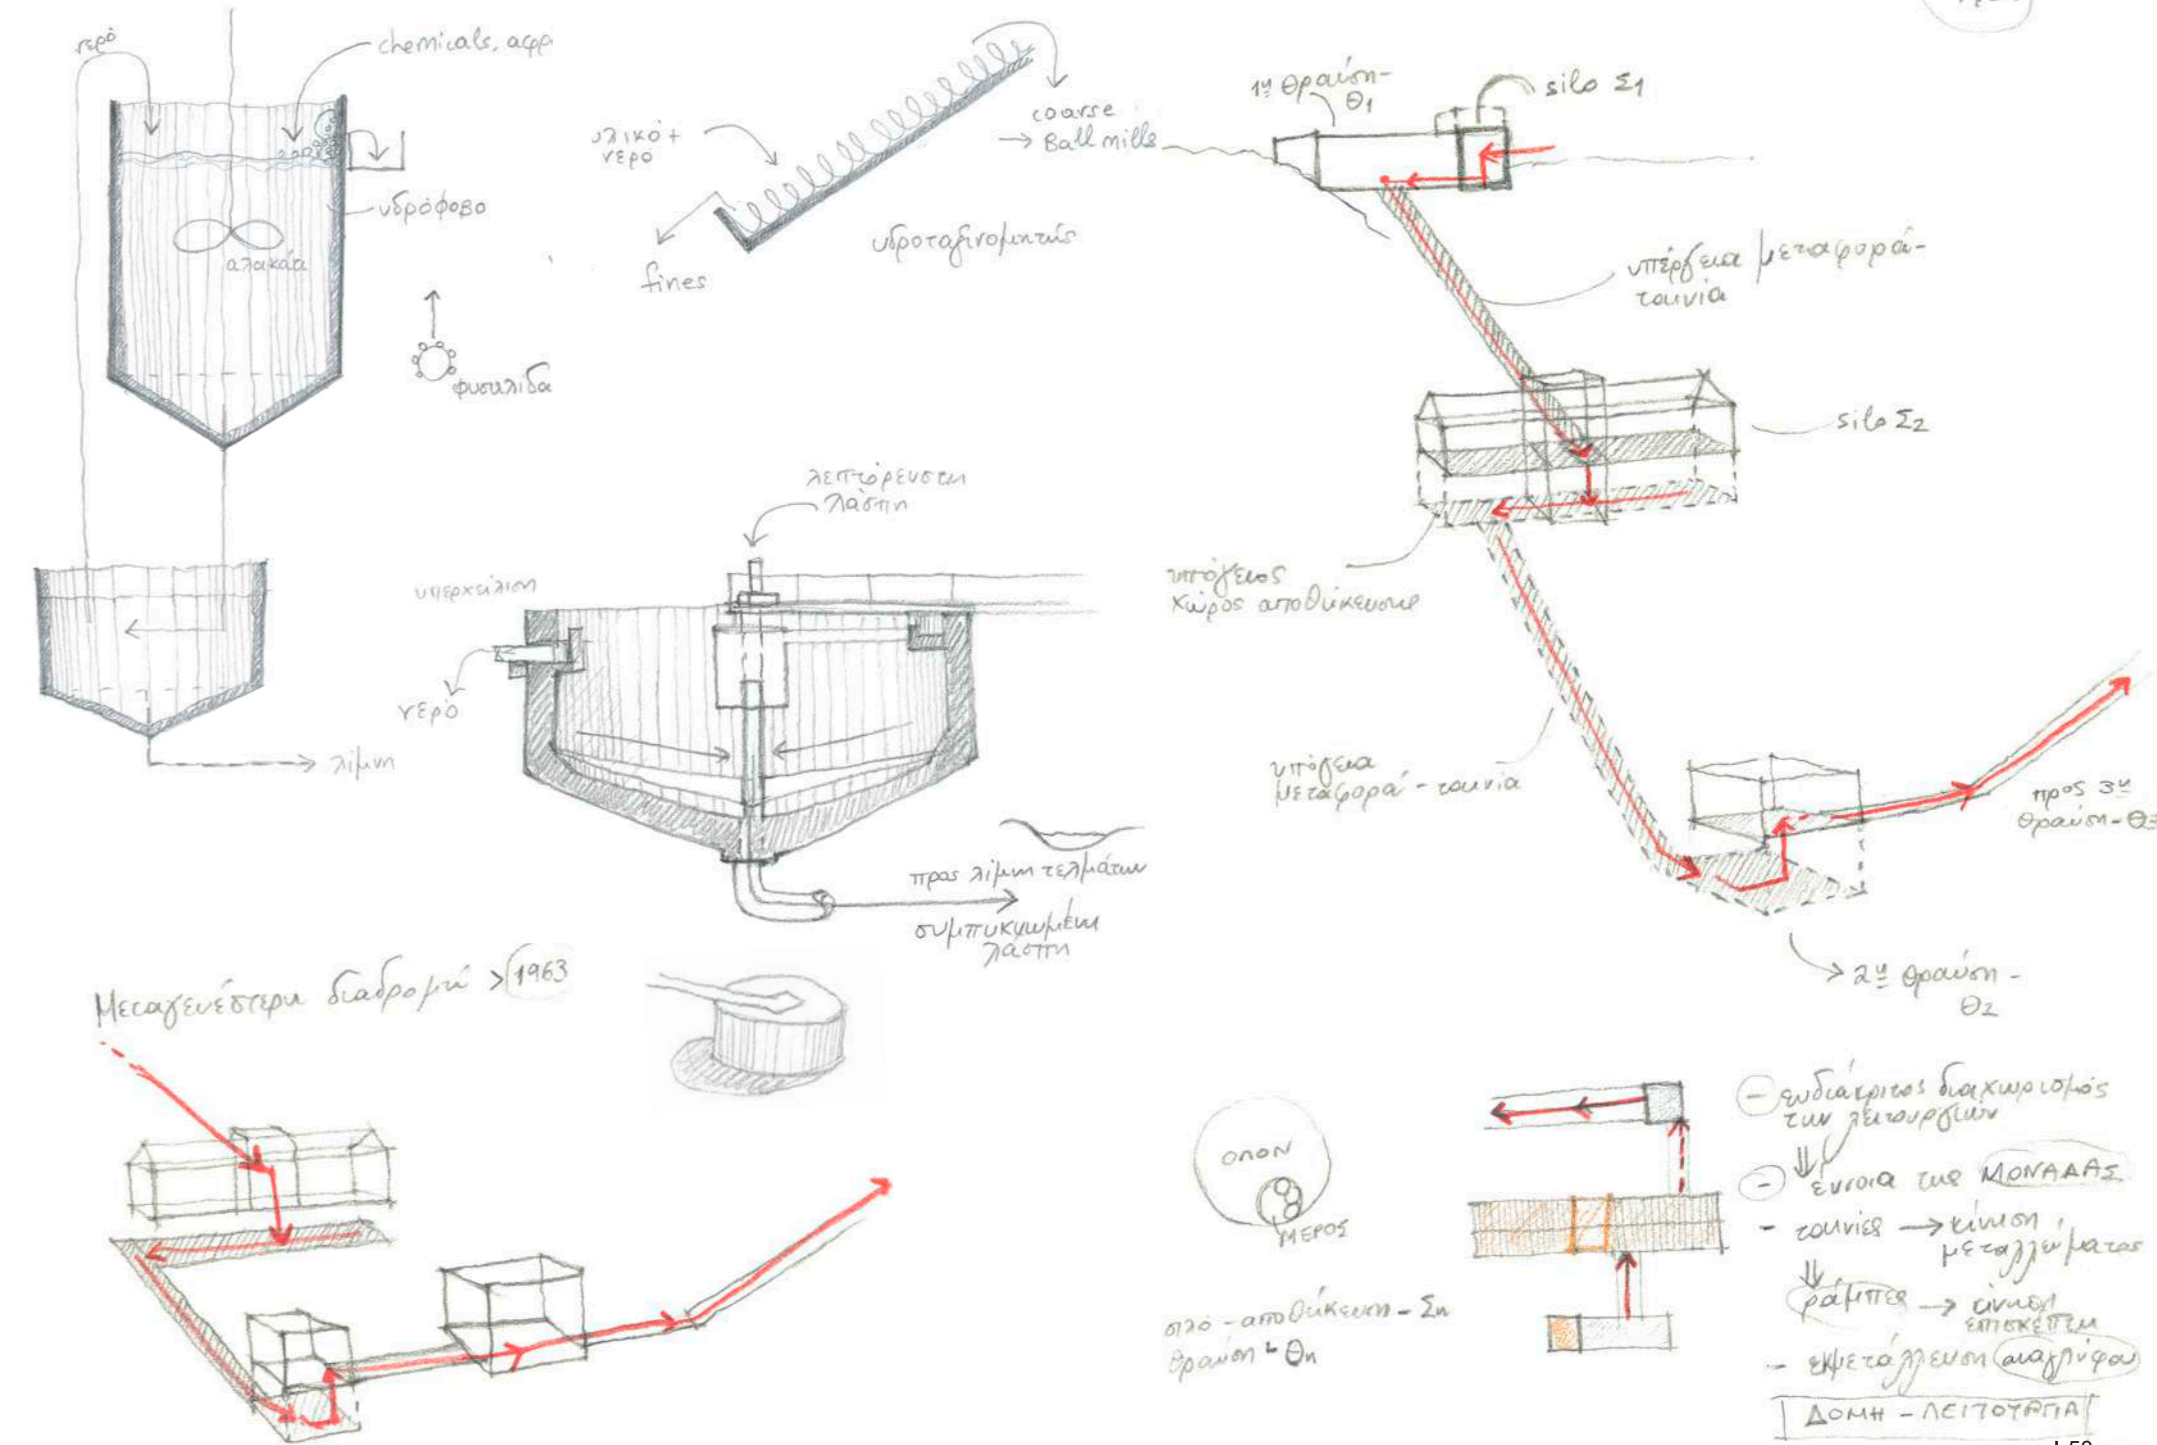 νερό
chemicals, αφρ
υδρόφοβο
φυσαλιδα
λίμνη
υλικό +
νερό
fines
coarse
→ Ball mills
υδροταξινομητής
λεπτόρευστη
λάσπη
υπερχείλιση
νερό
προς λίμνη τελμάτων
συμπυκνωμένη
λάσπη
1η θραύση-
Θ1
silo Σ1
υπέργεια μεταφορά-
ταινία
silo Σ2
υπόγειος
χώρος αποθήκευσης
υπόγεια
μεταφορά - ταινία
προς 3η
θραύση - Θ3
→ 2η θραύση -
Θ2
Μεταγενέστερη διαδρομή > 1963
ΟΛΟΝ
ΜΕΡΟΣ
σιλό - αποθήκευση - Σn
θραύση - Θn
- ευδιάκριτος διαχωρισμός
των λειτουργιών
⇓
- έννοια της ΜΟΝΑΔΑΣ
- ταινίες → κίνηση
μεταλλεύματος
⇓
ράμπες → κίνηση
επισκέπτη
- εκμετάλλευση αναγλύφου
ΔΟΜΗ - ΛΕΙΤΟΥΡΓΙΑ